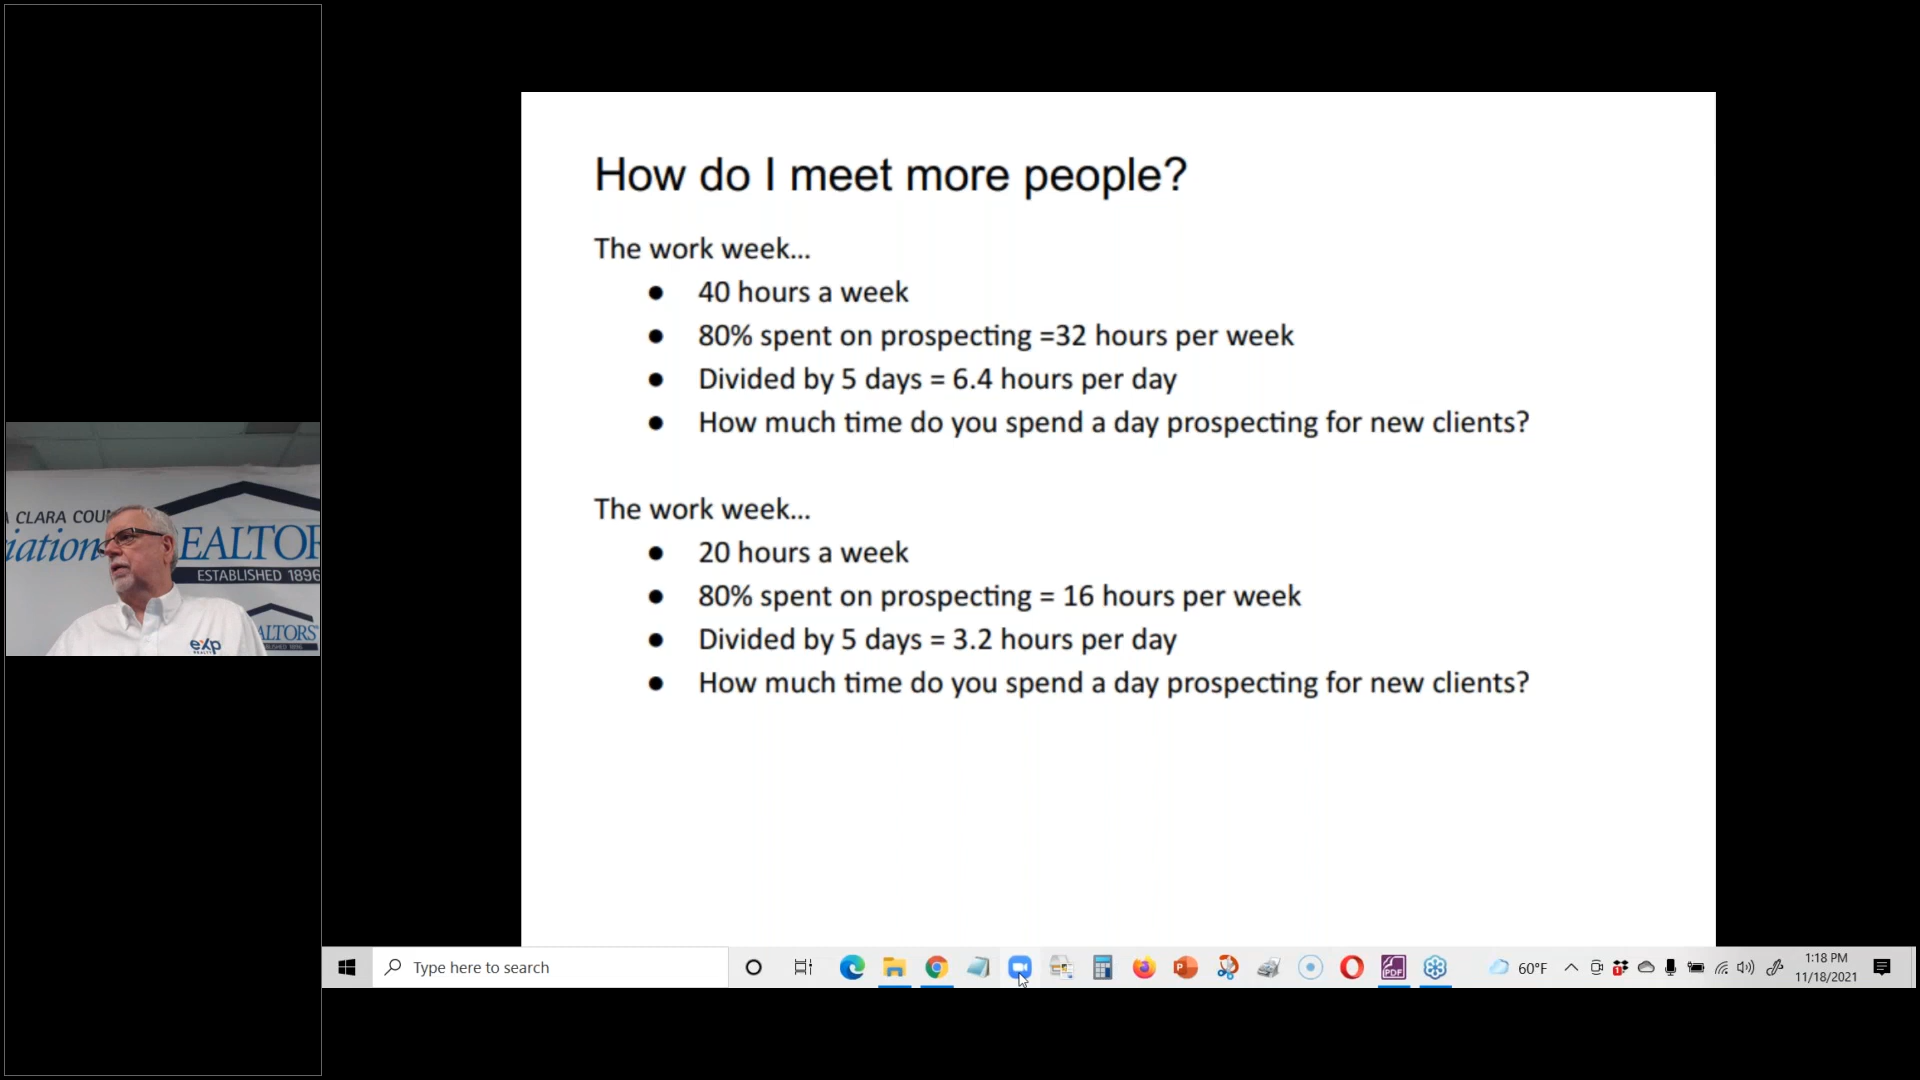 How do I meet more people?
The work week...
● 40 hours a week
● 80% spent on prospecting =32 hours per week
● Divided by 5 days = 6.4 hours per day
● How much time do you spend a day prospecting for new clients?
The work week...
● 20 hours a week
● 80% spent on prospecting = 16 hours per week
● Divided by 5 days = 3.2 hours per day
● How much time do you spend a day prospecting for new clients?
CLARA COU
iation EALTOR
ESTABLISHED 1896
ALTORS
exp
REALTY
Type here to search
60°F
1:18 PM
11/18/2021
PDF